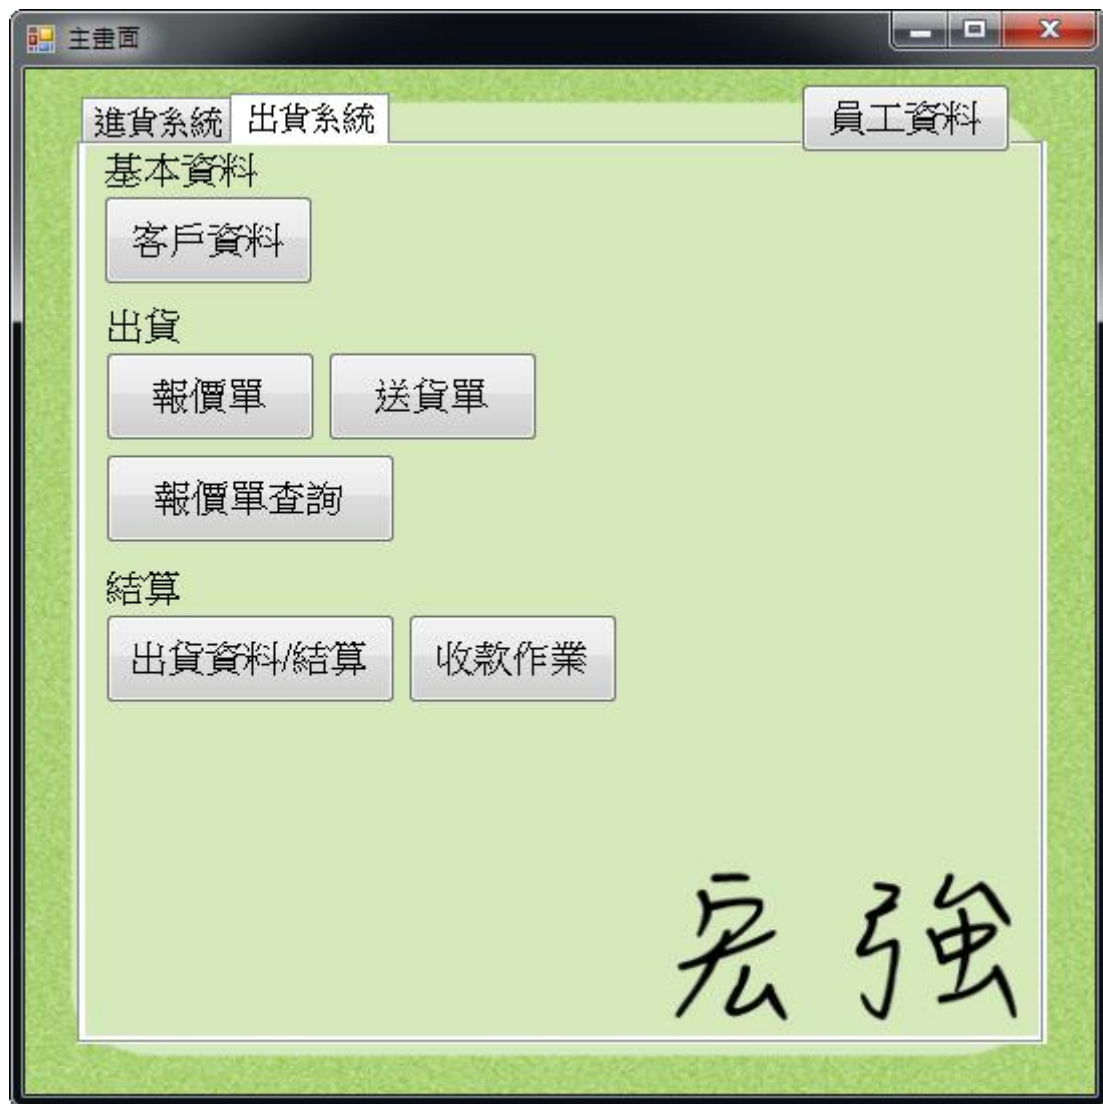 主畫面
進貨系統 出貨系統 員工資料
基本資料
客戶資料
出貨
報價單 送貨單
報價單查詢
結算
出貨資料/結算 收款作業
宏強